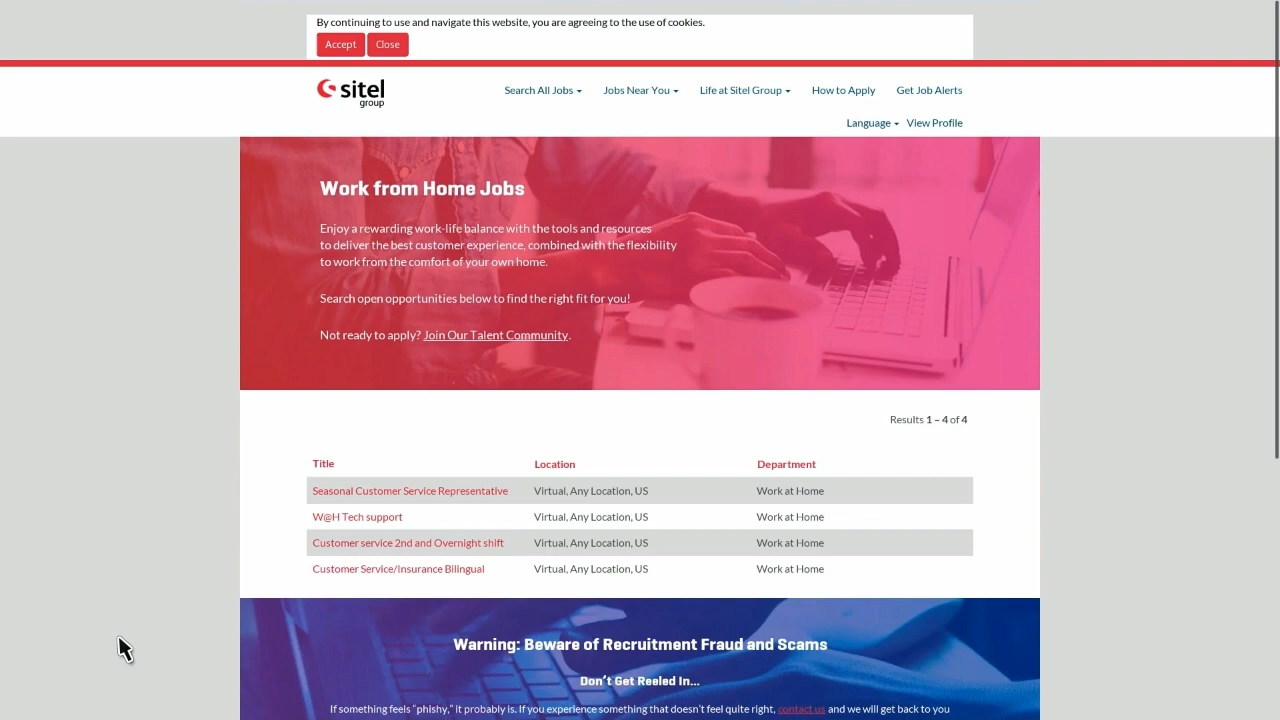 By continuing to use and navigate this website, you are agreeing to the use of cookies.
Accept Close
sitel group
Search All Jobs Jobs Near You Life at Sitel Group How to Apply Get Job Alerts
Language View Profile
Work from Home Jobs
Enjoy a rewarding work-life balance with the tools and resources
to deliver the best customer experience, combined with the flexibility
to work from the comfort of your own home.
Search open opportunities below to find the right fit for you!
Not ready to apply? Join Our Talent Community.
Results 1 – 4 of 4
Title Location Department
Seasonal Customer Service Representative Virtual, Any Location, US Work at Home
W@H Tech support Virtual, Any Location, US Work at Home
Customer service 2nd and Overnight shift Virtual, Any Location, US Work at Home
Customer Service/Insurance Bilingual Virtual, Any Location, US Work at Home
Warning: Beware of Recruitment Fraud and Scams
Don't Get Reeled In...
If something feels "phishy," it probably is. If you experience something that doesn't feel quite right, contact us and we will get back to you